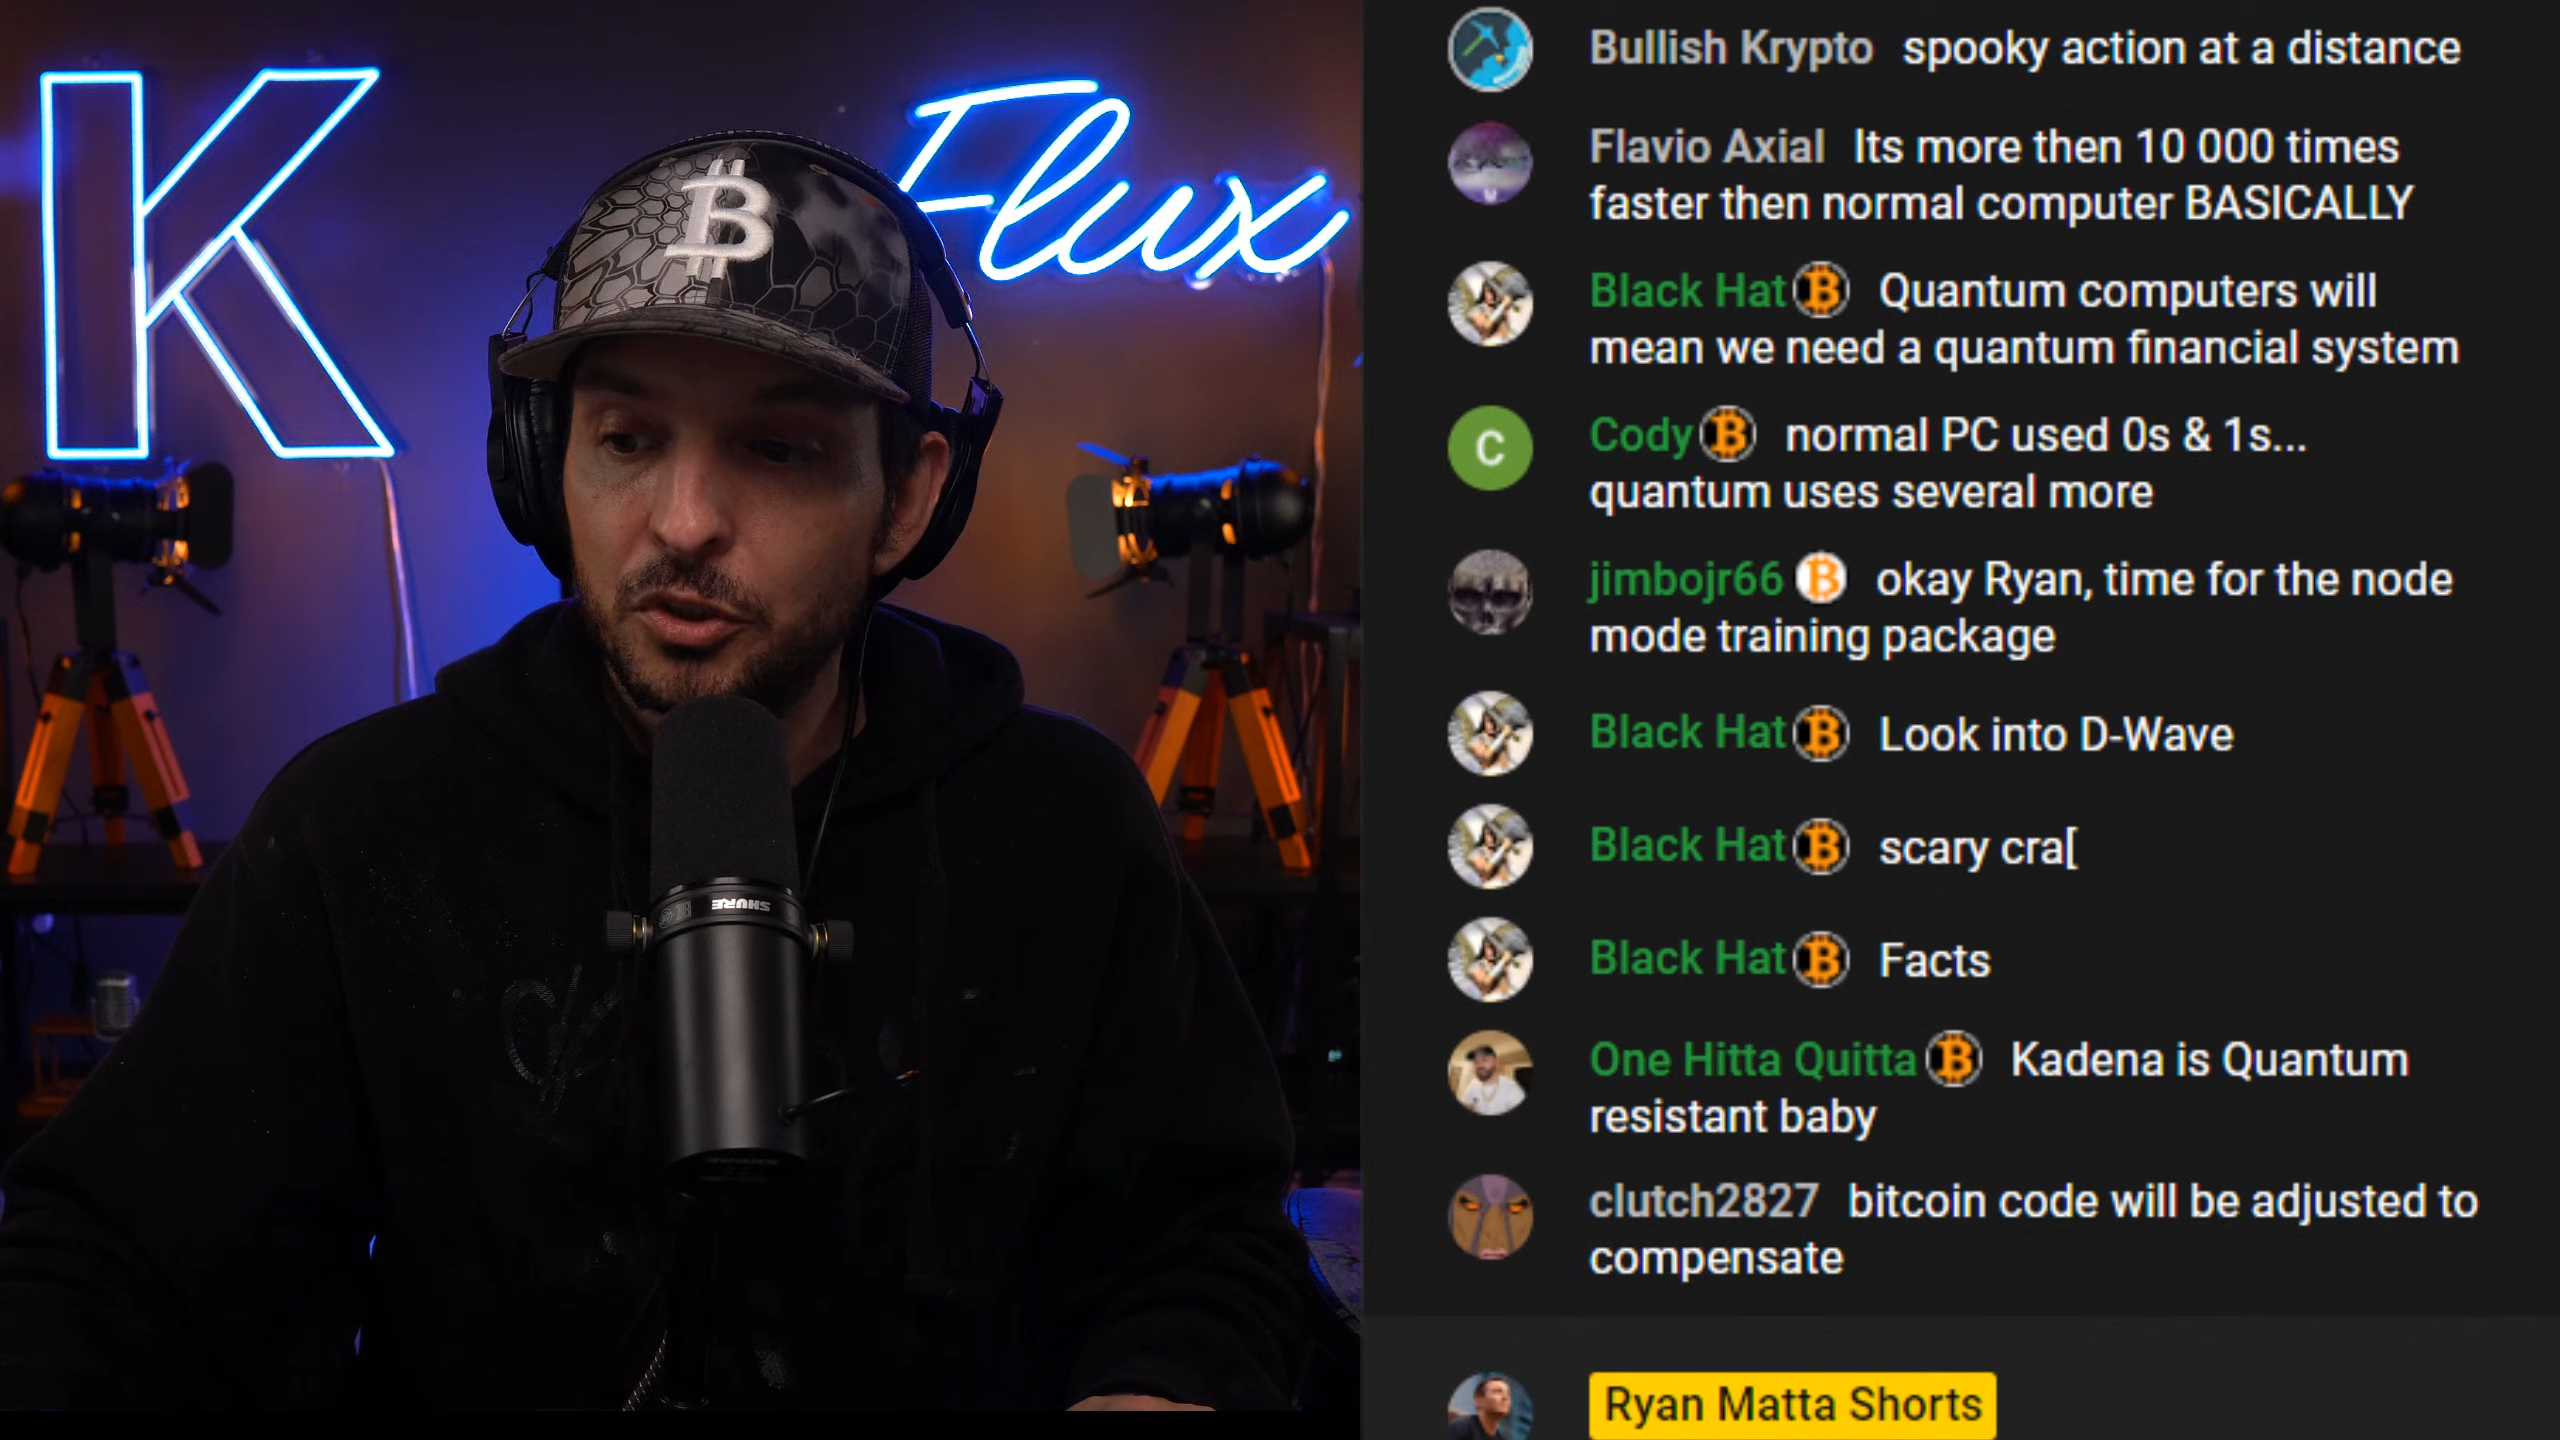 K
Flux
B
SHURE
Bullish Krypto spooky action at a distance
Flavio Axial Its more then 10 000 times
faster then normal computer BASICALLY
Black Hat Quantum computers will
mean we need a quantum financial system
C
Cody normal PC used 0s & 1s...
quantum uses several more
jimbojr66 okay Ryan, time for the node
mode training package
Black Hat Look into D-Wave
Black Hat scary cra[
Black Hat Facts
One Hitta Quitta Kadena is Quantum
resistant baby
clutch2827 bitcoin code will be adjusted to
compensate
Ryan Matta Shorts